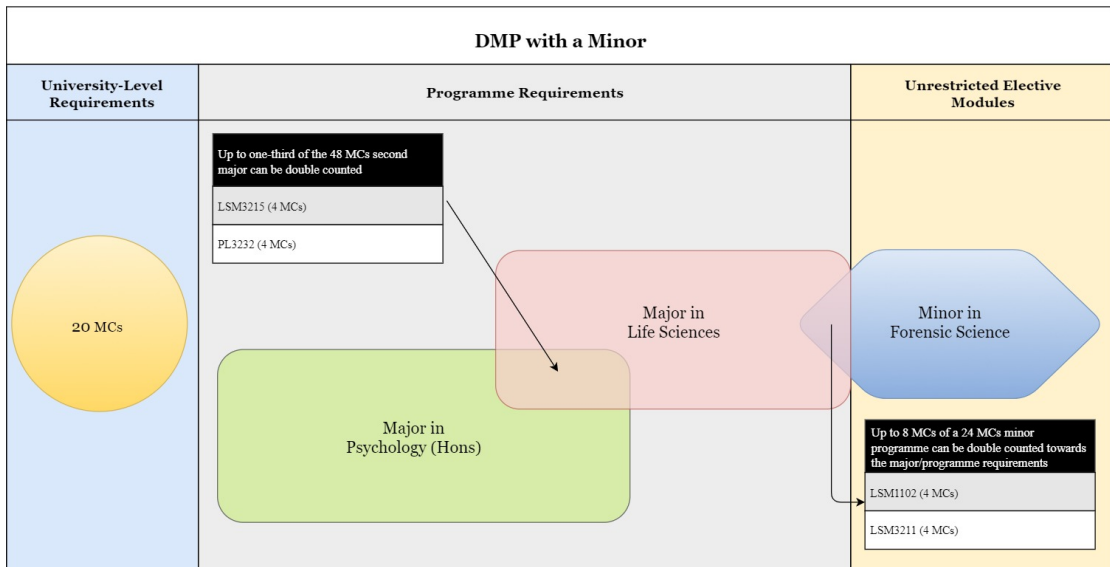 DMP with a Minor
University-Level
Requirements
Programme Requirements
Unrestricted Elective
Modules
Up to one-third of the 48 MCs second
major can be double counted
LSM3215 (4 MCs)
PL3232 (4 MCs)
20 MCs
Major in
Life Sciences
Minor in
Forensic Science
Major in
Psychology (Hons)
Up to 8 MCs of a 24 MCs minor
programme can be double counted towards
the major/programme requirements
LSM1102 (4 MCs)
LSM3211 (4 MCs)